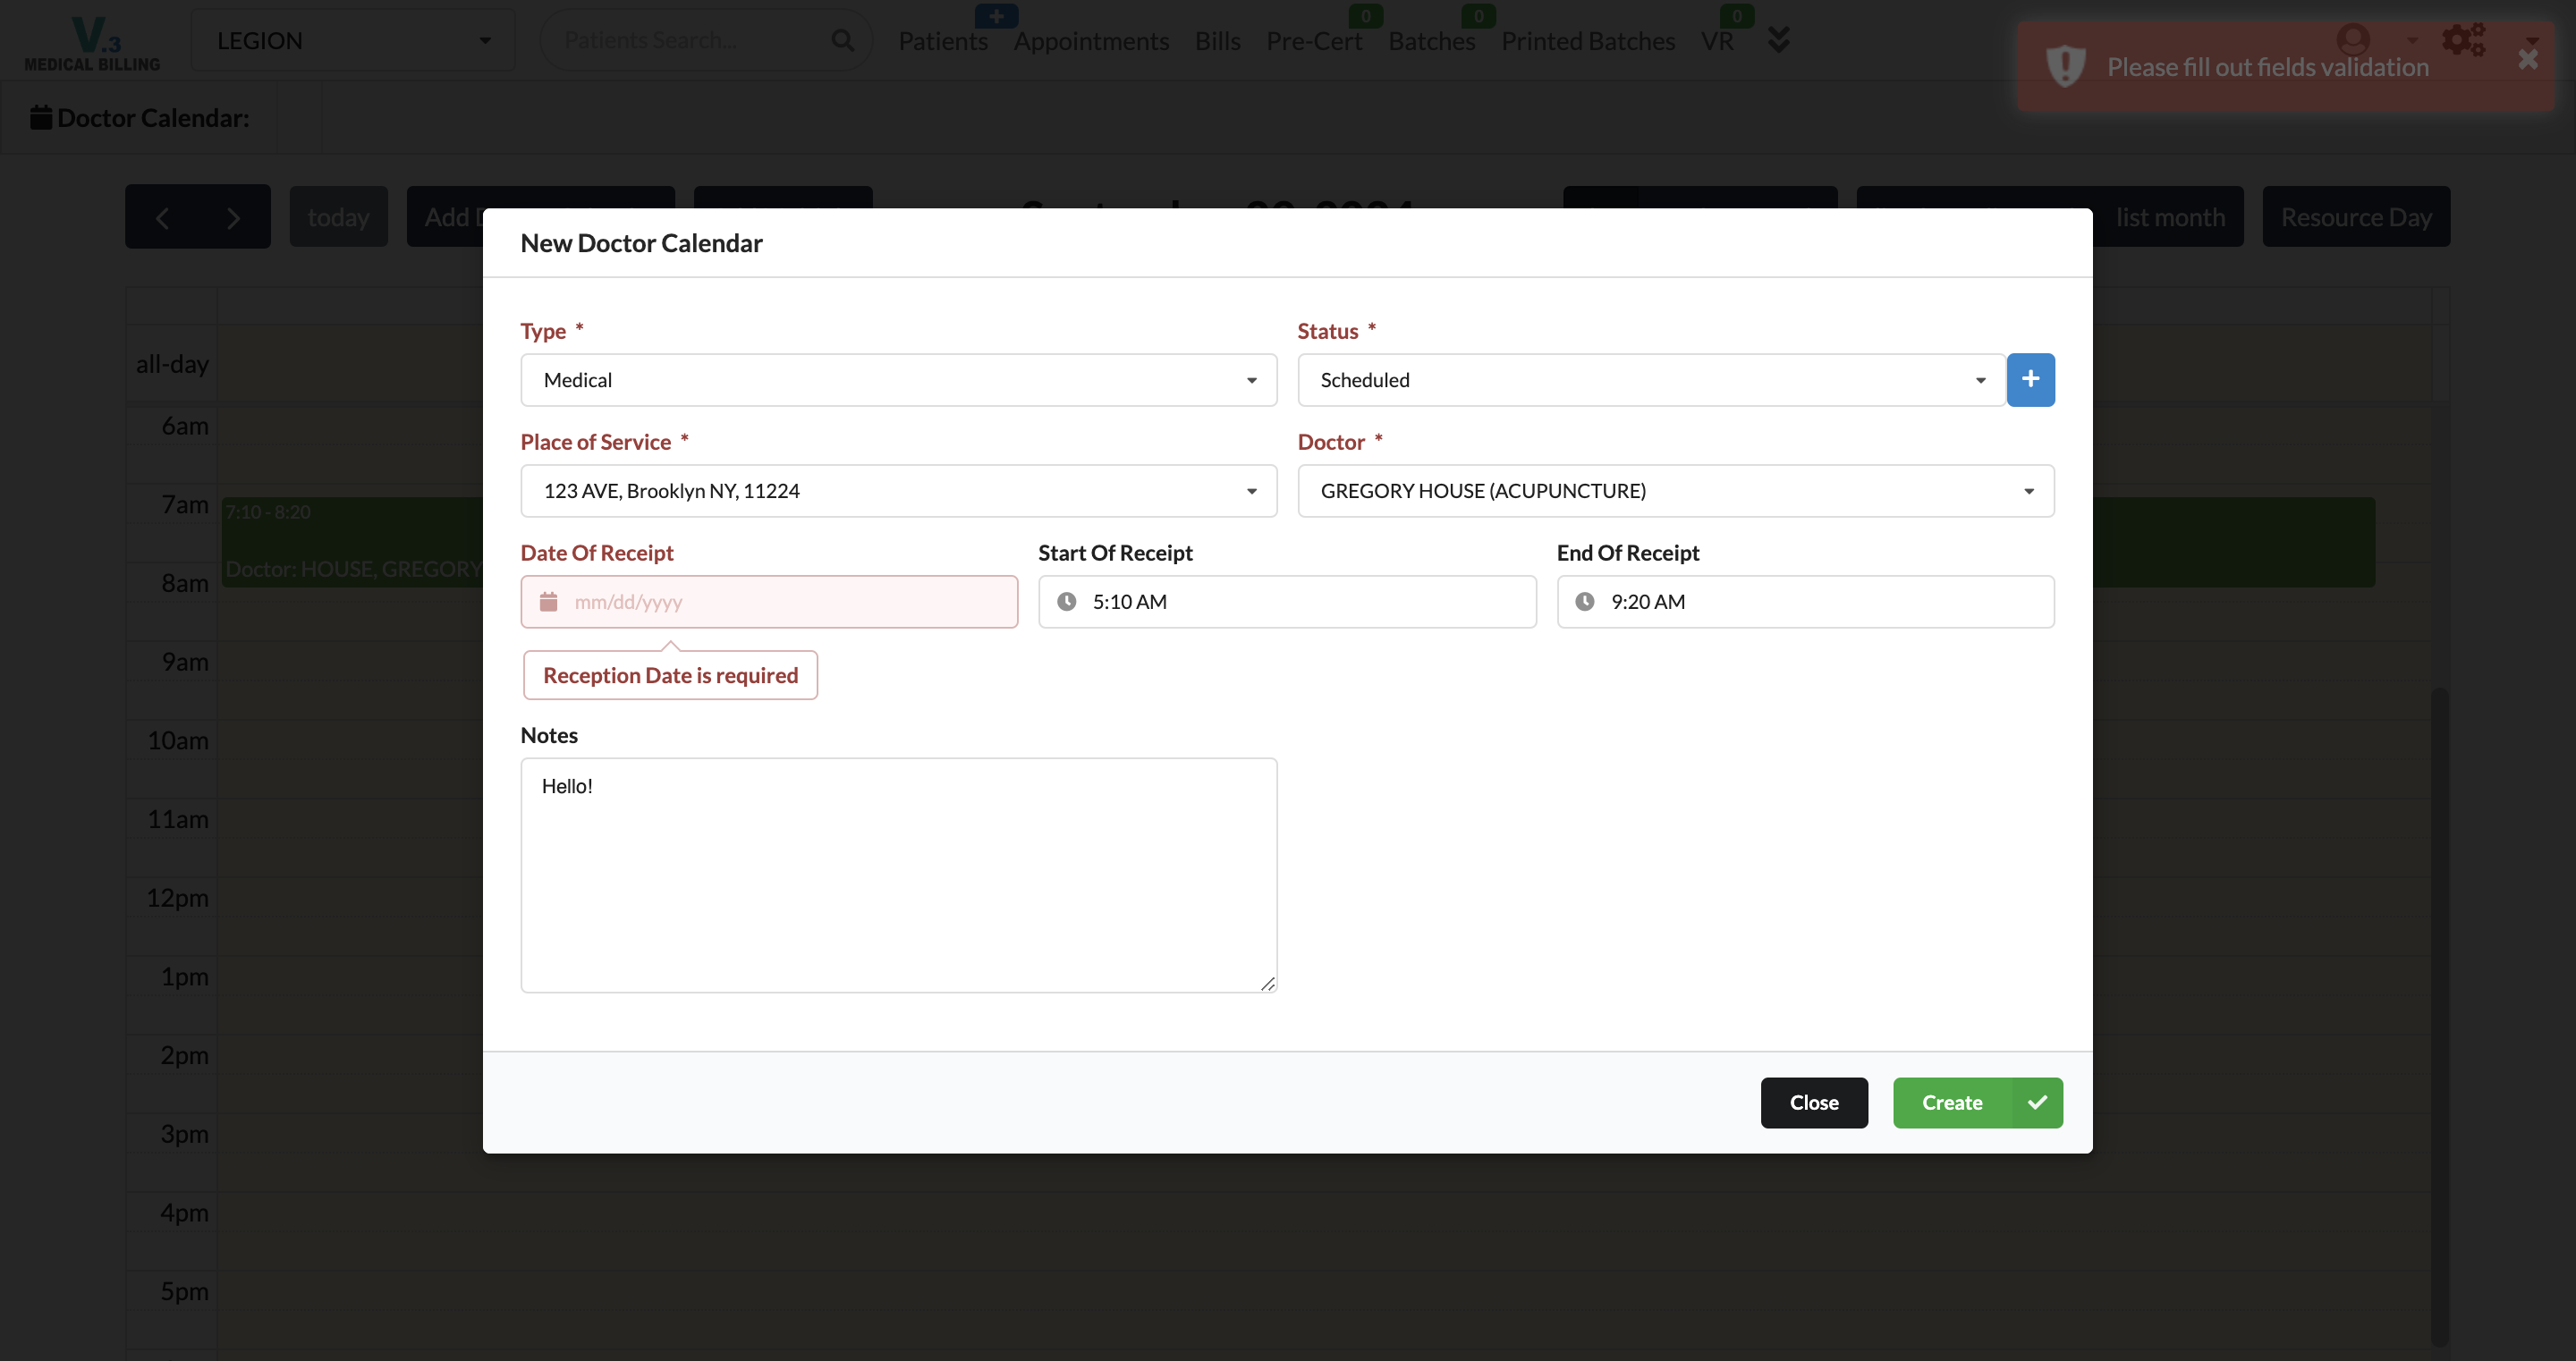 V.3
MEDICAL BILLING
LEGION
Patients Search...
Patients
Appointments
Bills
0
Pre-Cert
0
Batches
Printed Batches
0
VR
Please fill out fields validation
Doctor Calendar:
today
Add
list month
Resource Day
New Doctor Calendar
Type *
Status *
Medical
Scheduled
Place of Service *
Doctor *
123 AVE, Brooklyn NY, 11224
GREGORY HOUSE (ACUPUNCTURE)
Date Of Receipt
Start Of Receipt
End Of Receipt
mm/dd/yyyy
5:10 AM
9:20 AM
Reception Date is required
Notes
Hello!
Close
Create
all-day
6am
7am
7:10 - 8:20
Doctor: HOUSE, GREGORY
8am
9am
10am
11am
12pm
1pm
2pm
3pm
4pm
5pm